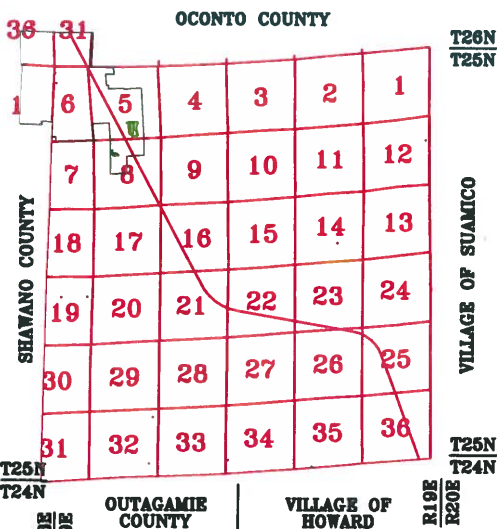 OCONTO COUNTY
T26N
T25N
36 31
1 6 5 4 3 2 1
7 8 9 10 11 12
18 17 16 15 14 13
19 20 21 22 23 24
30 29 28 27 26 25
31 32 33 34 35 36
SHAWANO COUNTY
VILLAGE OF SUAMICO
T25N
T24N
T25N
T24N
OUTAGAMIE
COUNTY
VILLAGE OF
HOWARD
R19E
R20E